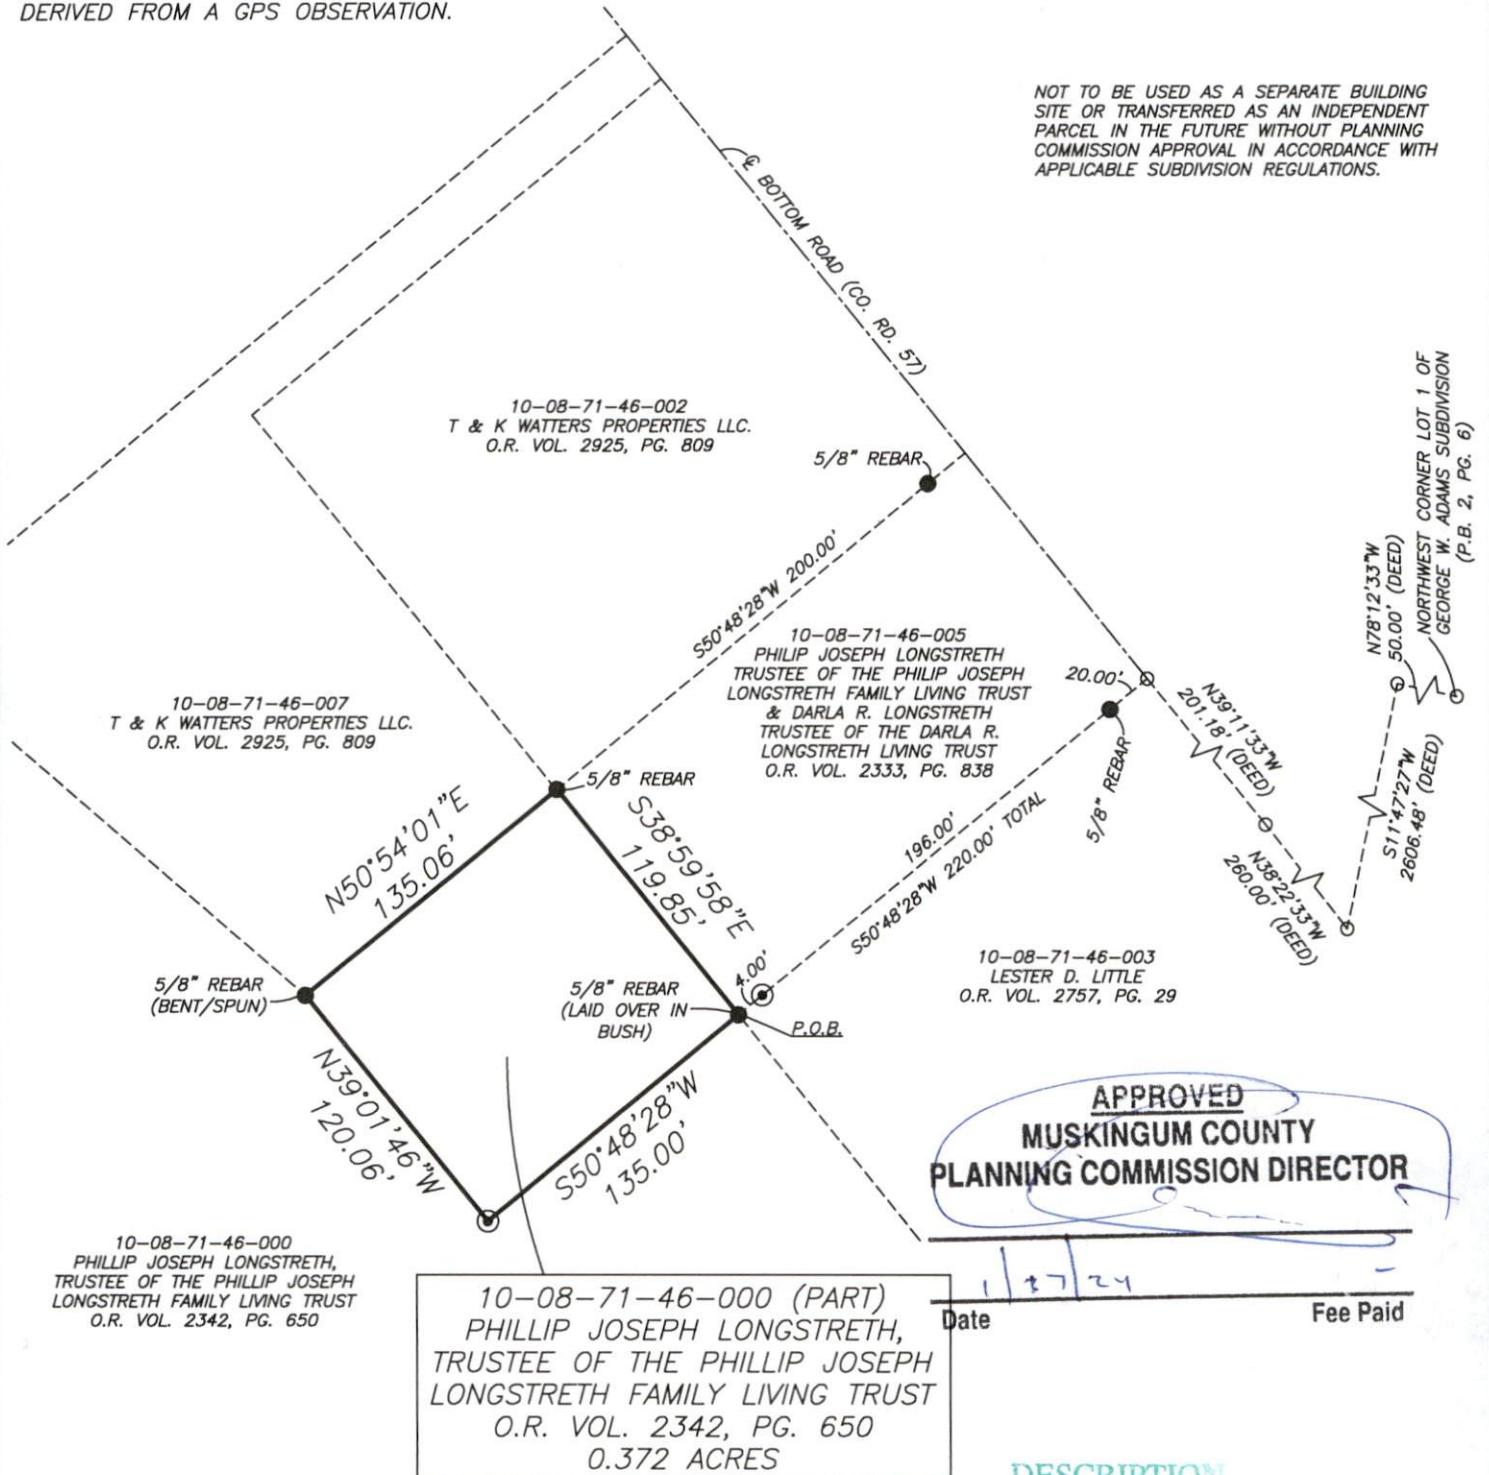 DERIVED FROM A GPS OBSERVATION.
NOT TO BE USED AS A SEPARATE BUILDING
SITE OR TRANSFERRED AS AN INDEPENDENT
PARCEL IN THE FUTURE WITHOUT PLANNING
COMMISSION APPROVAL IN ACCORDANCE WITH
APPLICABLE SUBDIVISION REGULATIONS.
℄ BOTTOM ROAD (CO. RD. 57)
10-08-71-46-002
T & K WATTERS PROPERTIES LLC.
O.R. VOL. 2925, PG. 809
5/8" REBAR
S50°48'28"W 200.00'
NORTHWEST CORNER LOT 1 OF
GEORGE W. ADAMS SUBDIVISION
(P.B. 2, PG. 6)
N78°12'33"W
50.00' (DEED)
10-08-71-46-005
PHILIP JOSEPH LONGSTRETH
TRUSTEE OF THE PHILIP JOSEPH
LONGSTRETH FAMILY LIVING TRUST
& DARLA R. LONGSTRETH
TRUSTEE OF THE DARLA R.
LONGSTRETH LIVING TRUST
O.R. VOL. 2333, PG. 838
20.00'
5/8" REBAR
N39°11'33"W
201.18' (DEED)
S11°47'27"W
2606.48' (DEED)
N38°22'33"W
260.00' (DEED)
10-08-71-46-007
T & K WATTERS PROPERTIES LLC.
O.R. VOL. 2925, PG. 809
5/8" REBAR
N50°54'01"E
135.06'
S38°59'58"E
119.85'
196.00'
S50°48'28"W 220.00' TOTAL
4.00'
10-08-71-46-003
LESTER D. LITTLE
O.R. VOL. 2757, PG. 29
5/8" REBAR
(BENT/SPUN)
5/8" REBAR
(LAID OVER IN
BUSH)
P.O.B.
N39°01'46"W
120.06'
S50°48'28"W
135.00'
APPROVED
MUSKINGUM COUNTY
PLANNING COMMISSION DIRECTOR
Date
Fee Paid
10-08-71-46-000
PHILLIP JOSEPH LONGSTRETH,
TRUSTEE OF THE PHILLIP JOSEPH
LONGSTRETH FAMILY LIVING TRUST
O.R. VOL. 2342, PG. 650
10-08-71-46-000 (PART)
PHILLIP JOSEPH LONGSTRETH,
TRUSTEE OF THE PHILLIP JOSEPH
LONGSTRETH FAMILY LIVING TRUST
O.R. VOL. 2342, PG. 650
0.372 ACRES
DESCRIPTION